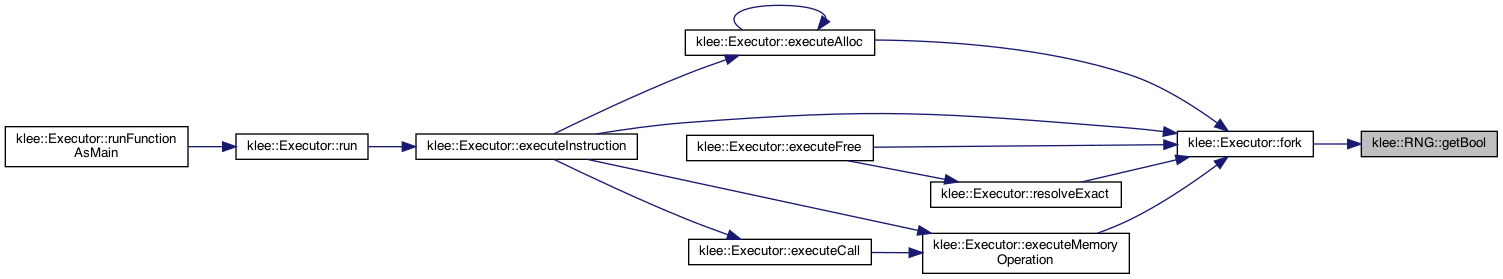 klee::Executor::runFunction
AsMain
klee::Executor::run
klee::Executor::executeInstruction
klee::Executor::executeAlloc
klee::Executor::executeFree
klee::Executor::resolveExact
klee::Executor::executeCall
klee::Executor::executeMemory
Operation
klee::Executor::fork
klee::RNG::getBool